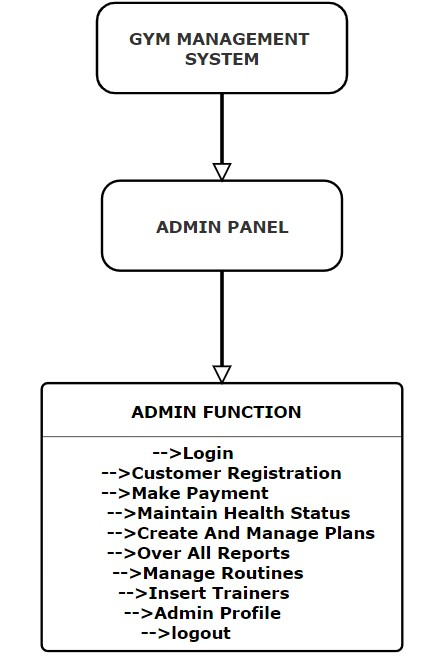 GYM MANAGEMENT
SYSTEM
ADMIN PANEL
ADMIN FUNCTION
-->Login
-->Customer Registration
-->Make Payment
-->Maintain Health Status
-->Create And Manage Plans
-->Over All Reports
-->Manage Routines
-->Insert Trainers
-->Admin Profile
-->logout